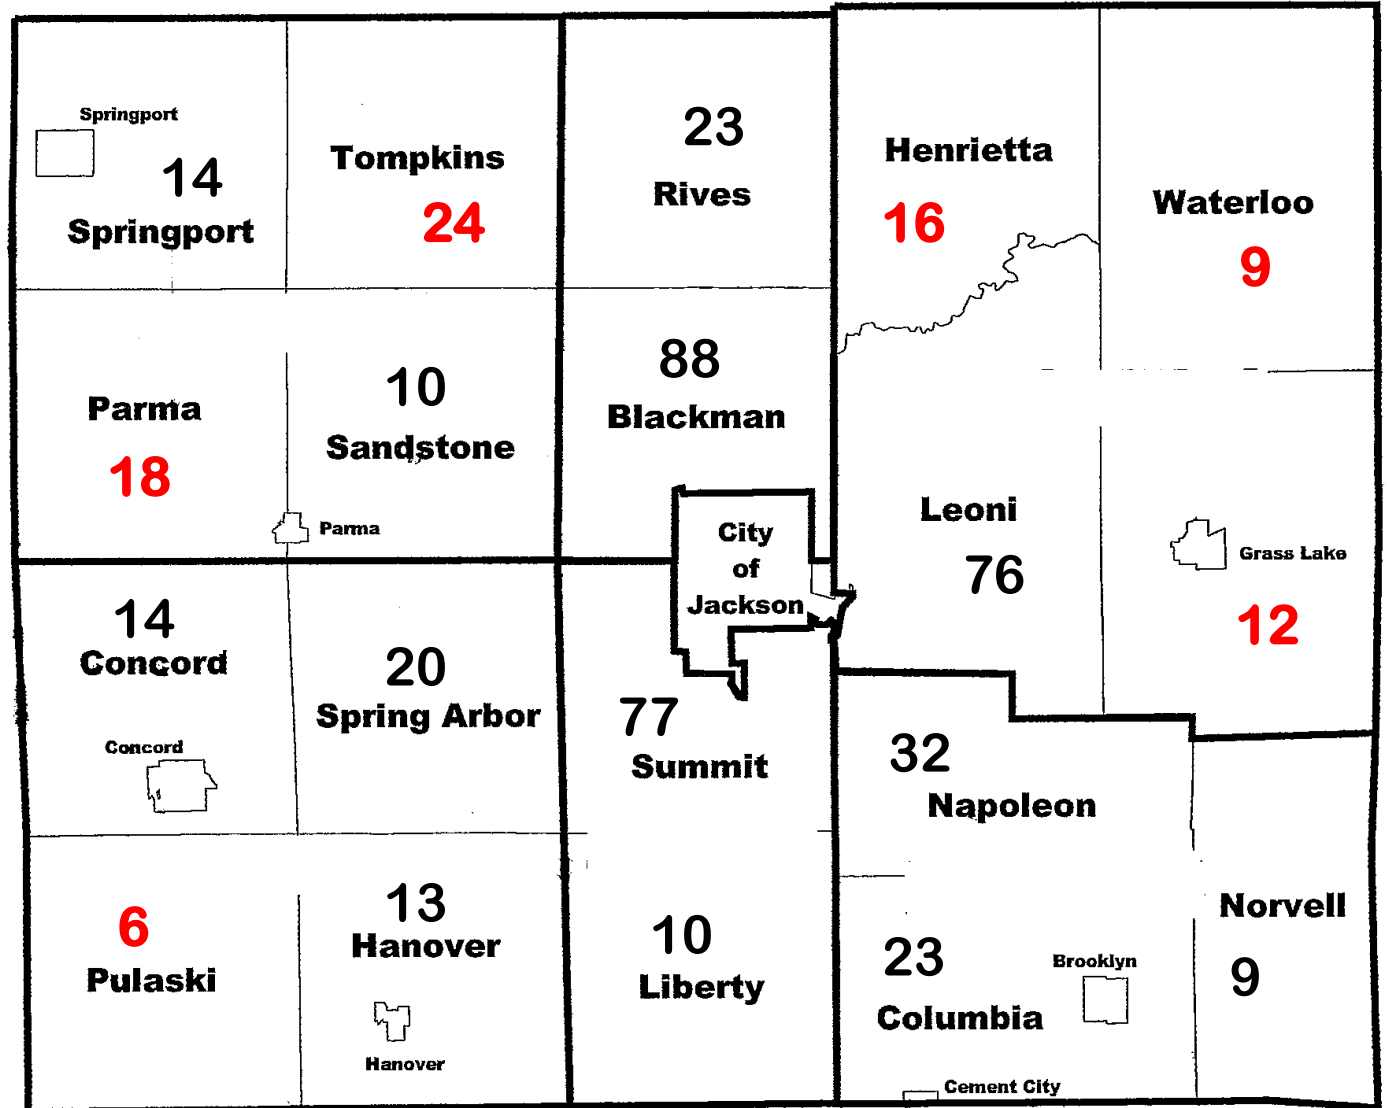 Springport
14
Springport
Tompkins
24
23
Rives
Henrietta
16
Waterloo
9
Parma
18
10
Sandstone
Parma
88
Blackman
City
of
Jackson
Leoni
76
Grass Lake
12
14
Concord
Concord
20
Spring Arbor
77
Summit
32
Napoleon
6
Pulaski
13
Hanover
Hanover
10
Liberty
23
Columbia
Brooklyn
Cement City
Norvell
9